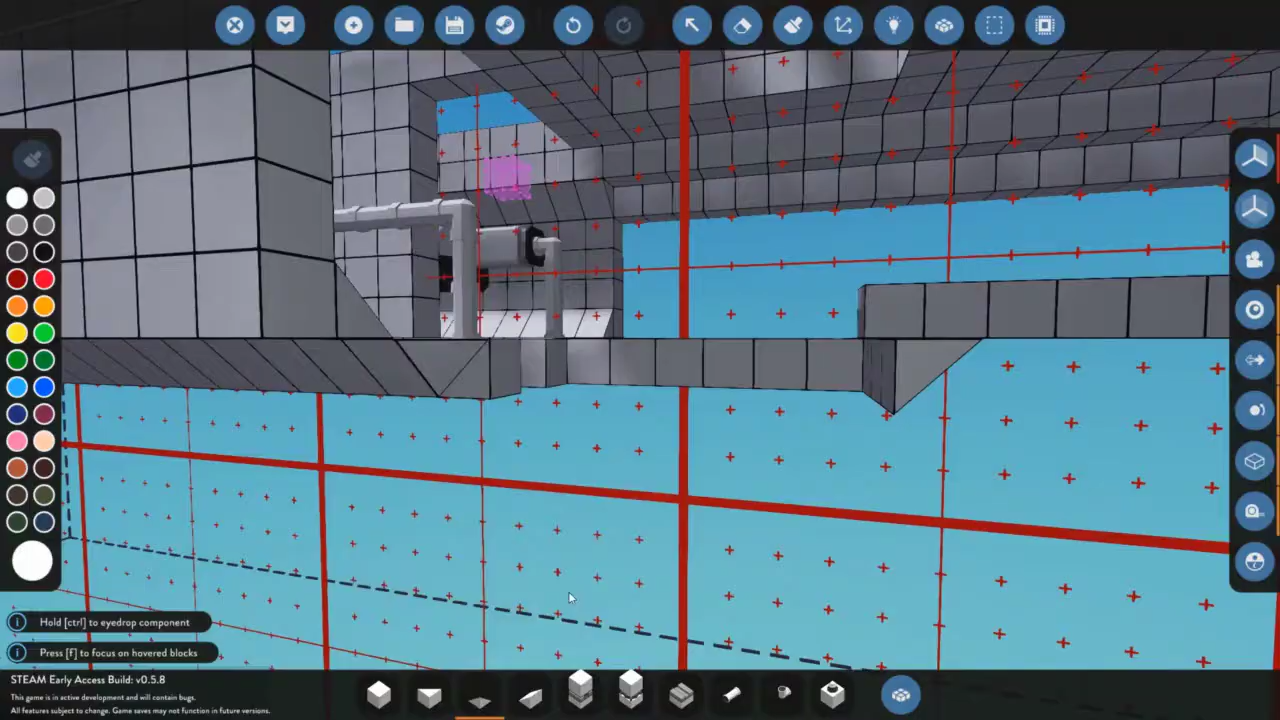 Hold [ctrl] to eyedrop component
Press [f] to focus on hovered blocks
STEAM Early Access Build: v0.5.8
This game is in active development and will contain bugs.
All features subject to change. Game saves may not function in future versions.